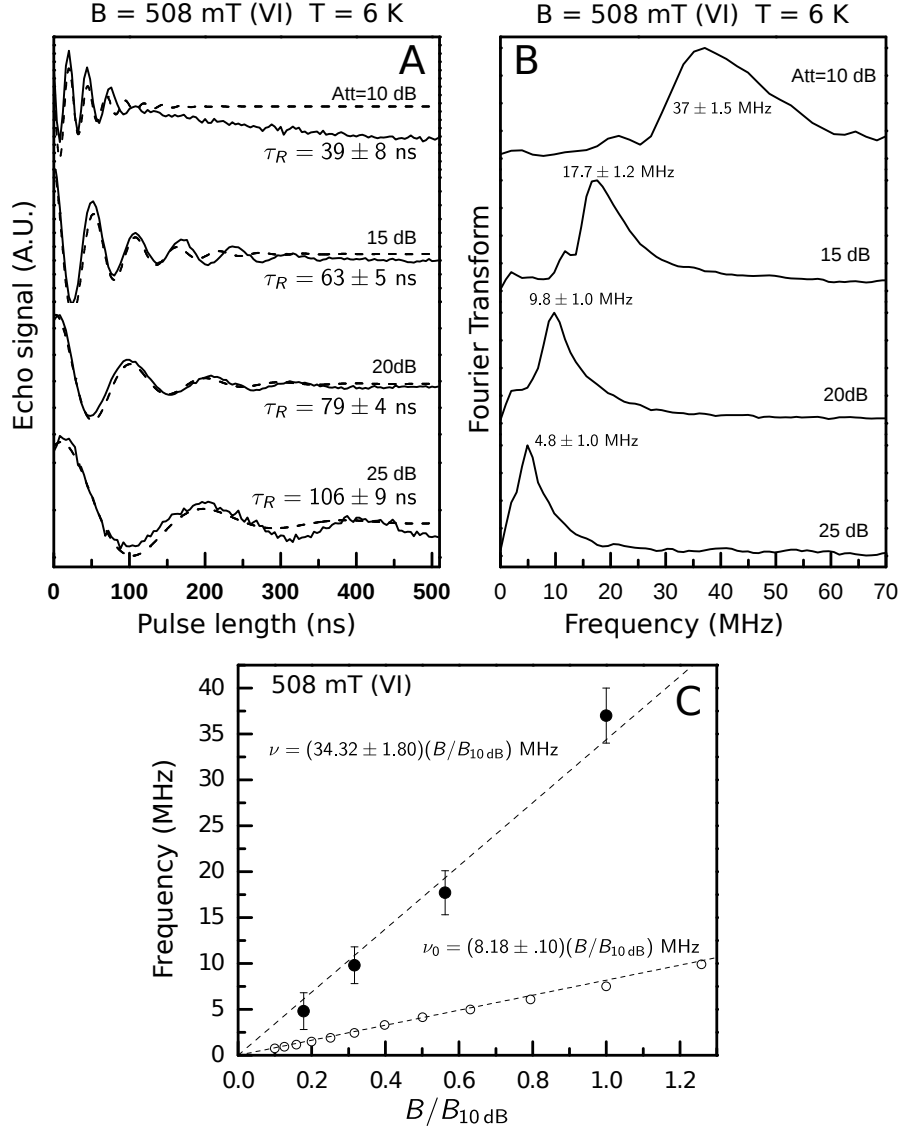 B = 508 mT (VI) T = 6 K
A
Att=10 dB
τR = 39 ± 8 ns
15 dB
τR = 63 ± 5 ns
20dB
τR = 79 ± 4 ns
25 dB
τR = 106 ± 9 ns
Echo signal (A.U.)
0 100 200 300 400 500
Pulse length (ns)
B = 508 mT (VI) T = 6 K
B
Att=10 dB
37 ± 1.5 MHz
17.7 ± 1.2 MHz
15 dB
9.8 ± 1.0 MHz
20dB
4.8 ± 1.0 MHz
25 dB
Fourier Transform
0 10 20 30 40 50 60 70
Frequency (MHz)
508 mT (VI)
C
ν = (34.32 ± 1.80)(B/B10 dB) MHz
ν0 = (8.18 ± .10)(B/B10 dB) MHz
Frequency (MHz)
40
35
30
25
20
15
10
5
0
0.0 0.2 0.4 0.6 0.8 1.0 1.2
B/B10 dB